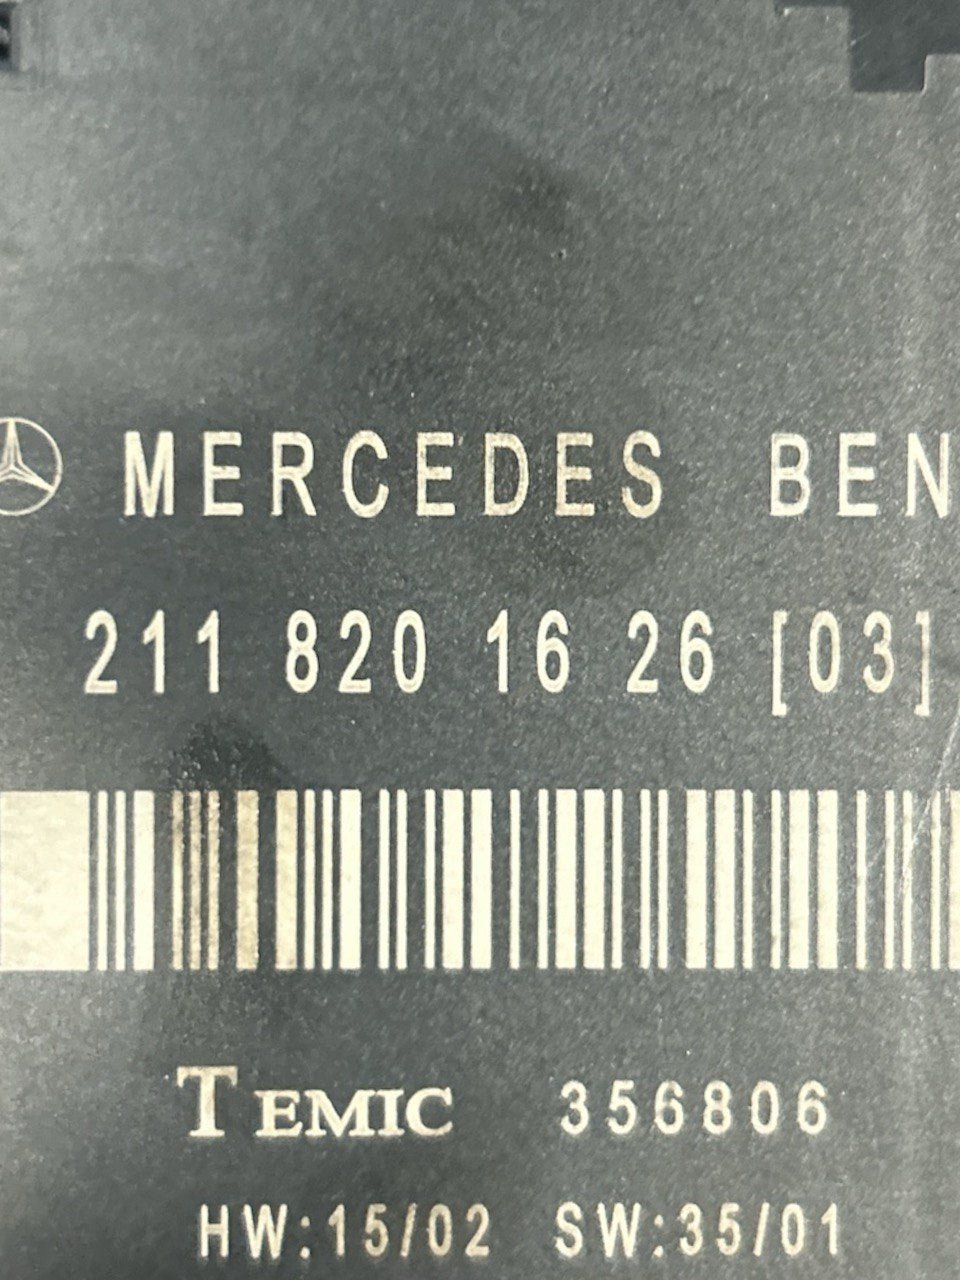 MERCEDES BEN
211 820 16 26 [03]
TEMIC 356806
HW:15/02 SW:35/01